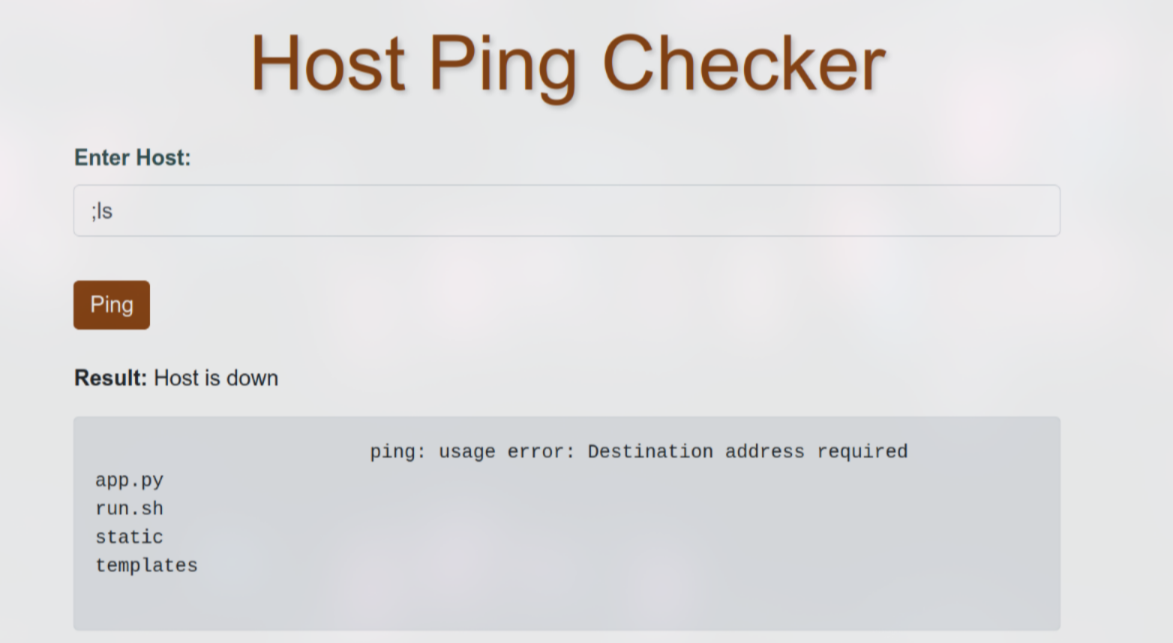 Host Ping Checker
Enter Host:
;ls
Ping
Result: Host is down
ping: usage error: Destination address required
app.py
run.sh
static
templates